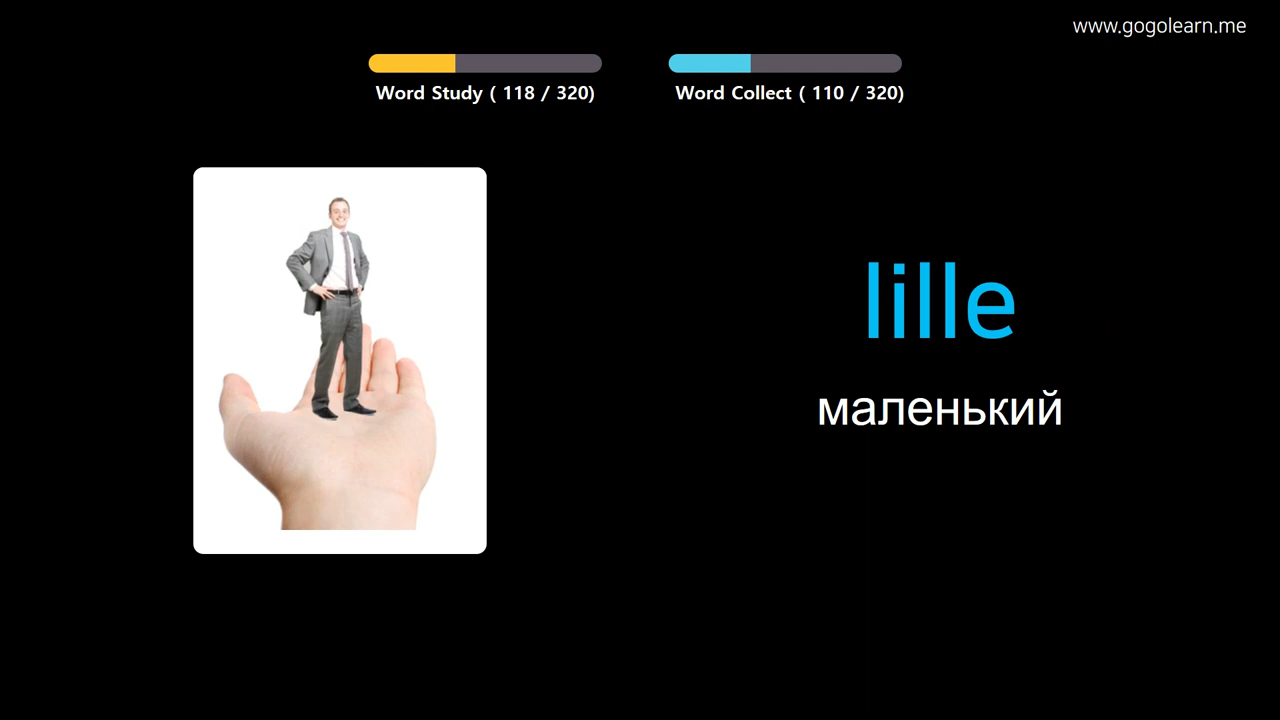 www.gogolearn.me
Word Study ( 118 / 320)
Word Collect ( 110 / 320)
lille
маленький